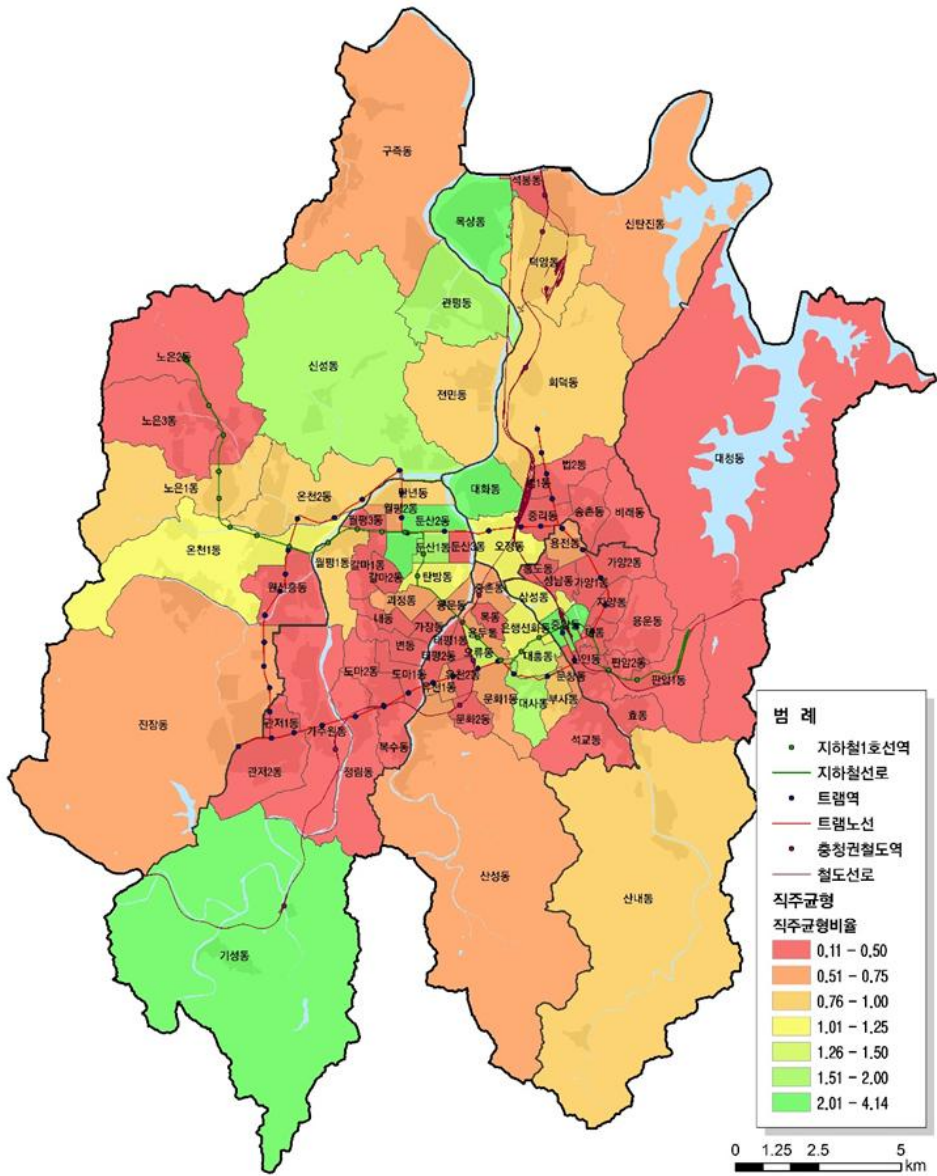 구즉동
석봉동
목상동
신탄진동
덕암동
관평동
신성동
노은2동
전민동
회덕동
노은3동
대청동
법2동
노은1동
온천2동
대화동
송촌동
비래동
월평3동
월평2동
둔산2동
중리동
용전동
온천1동
월평1동
갈마1동
둔산1동
둔산3동
오정동
홍도동
가양2동
갈마2동
탄방동
성남동
가양1동
원신흥동
삼성동
자양동
괴정동
중촌동
용문동
목동
은행선화동
중앙동
용운동
내동
가장동
용두동
변동
태평1동
오류동
대흥동
신인동
판암2동
태평2동
판암1동
도마2동
도마1동
유천2동
유천1동
문창동
문화1동
대사동
부사동
효동
진잠동
관저1동
가수원동
문화2동
석교동
관저2동
정림동
복수동
산성동
산내동
기성동
범 례
지하철1호선역
지하철선로
트램역
트램노선
충청권철도역
철도선로
직주균형
직주균형비율
0.11 - 0.50
0.51 - 0.75
0.76 - 1.00
1.01 - 1.25
1.26 - 1.50
1.51 - 2.00
2.01 - 4.14
0 1.25 2.5 5
km